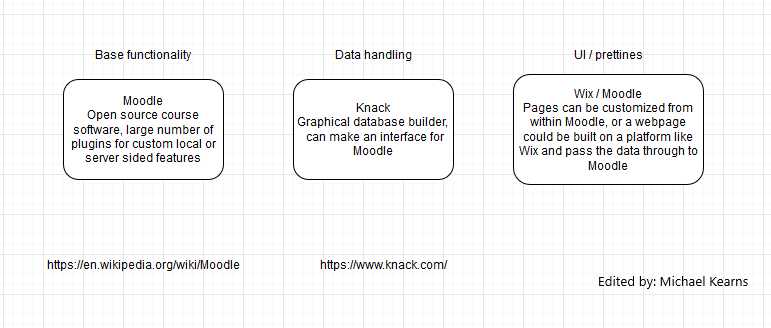 Base functionality
Data handling
UI / prettines
Moodle
Open source course
software, large number of
plugins for custom local or
server sided features
Knack
Graphical database builder,
can make an interface for
Moodle
Wix / Moodle
Pages can be customized from
within Moodle, or a webpage
could be built on a platform like
Wix and pass the data through to
Moodle
https://en.wikipedia.org/wiki/Moodle
https://www.knack.com/
Edited by: Michael Kearns